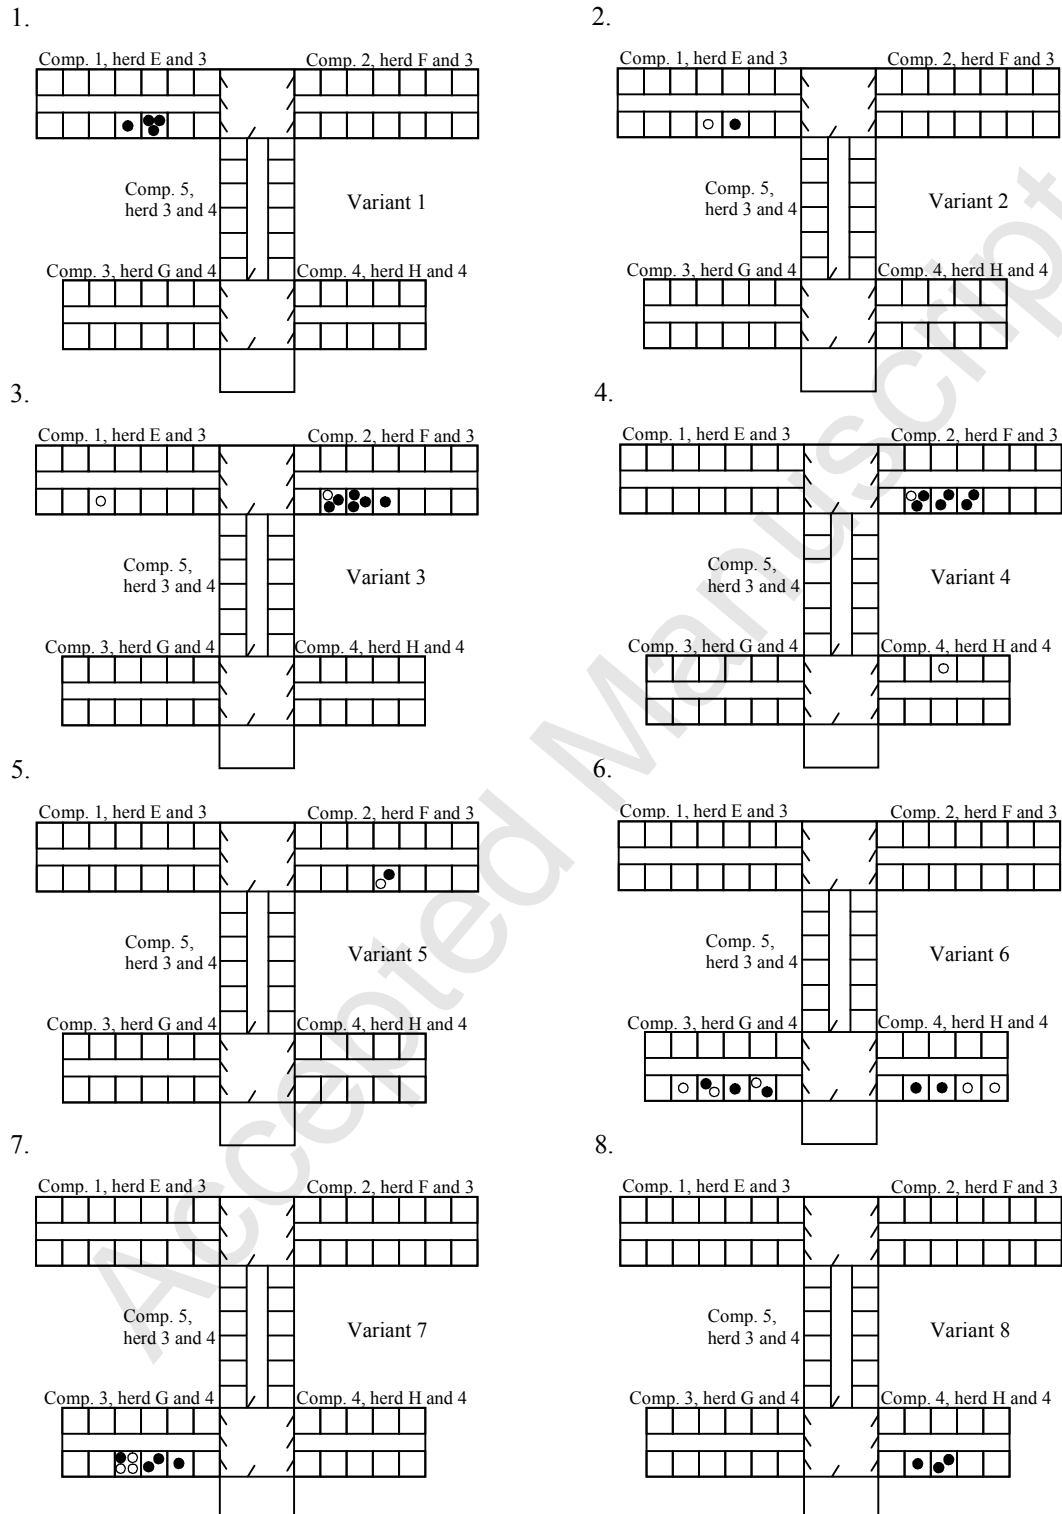 1.
Comp. 1, herd E and 3
Comp. 2, herd F and 3
Comp. 5,
herd 3 and 4
Variant 1
Comp. 3, herd G and 4
Comp. 4, herd H and 4
2.
Comp. 1, herd E and 3
Comp. 2, herd F and 3
Comp. 5,
herd 3 and 4
Variant 2
Comp. 3, herd G and 4
Comp. 4, herd H and 4
3.
Comp. 1, herd E and 3
Comp. 2, herd F and 3
Comp. 5,
herd 3 and 4
Variant 3
Comp. 3, herd G and 4
Comp. 4, herd H and 4
4.
Comp. 1, herd E and 3
Comp. 2, herd F and 3
Comp. 5,
herd 3 and 4
Variant 4
Comp. 3, herd G and 4
Comp. 4, herd H and 4
5.
Comp. 1, herd E and 3
Comp. 2, herd F and 3
Comp. 5,
herd 3 and 4
Variant 5
Comp. 3, herd G and 4
Comp. 4, herd H and 4
6.
Comp. 1, herd E and 3
Comp. 2, herd F and 3
Comp. 5,
herd 3 and 4
Variant 6
Comp. 3, herd G and 4
Comp. 4, herd H and 4
7.
Comp. 1, herd E and 3
Comp. 2, herd F and 3
Comp. 5,
herd 3 and 4
Variant 7
Comp. 3, herd G and 4
Comp. 4, herd H and 4
8.
Comp. 1, herd E and 3
Comp. 2, herd F and 3
Comp. 5,
herd 3 and 4
Variant 8
Comp. 3, herd G and 4
Comp. 4, herd H and 4
Accepted Manuscript